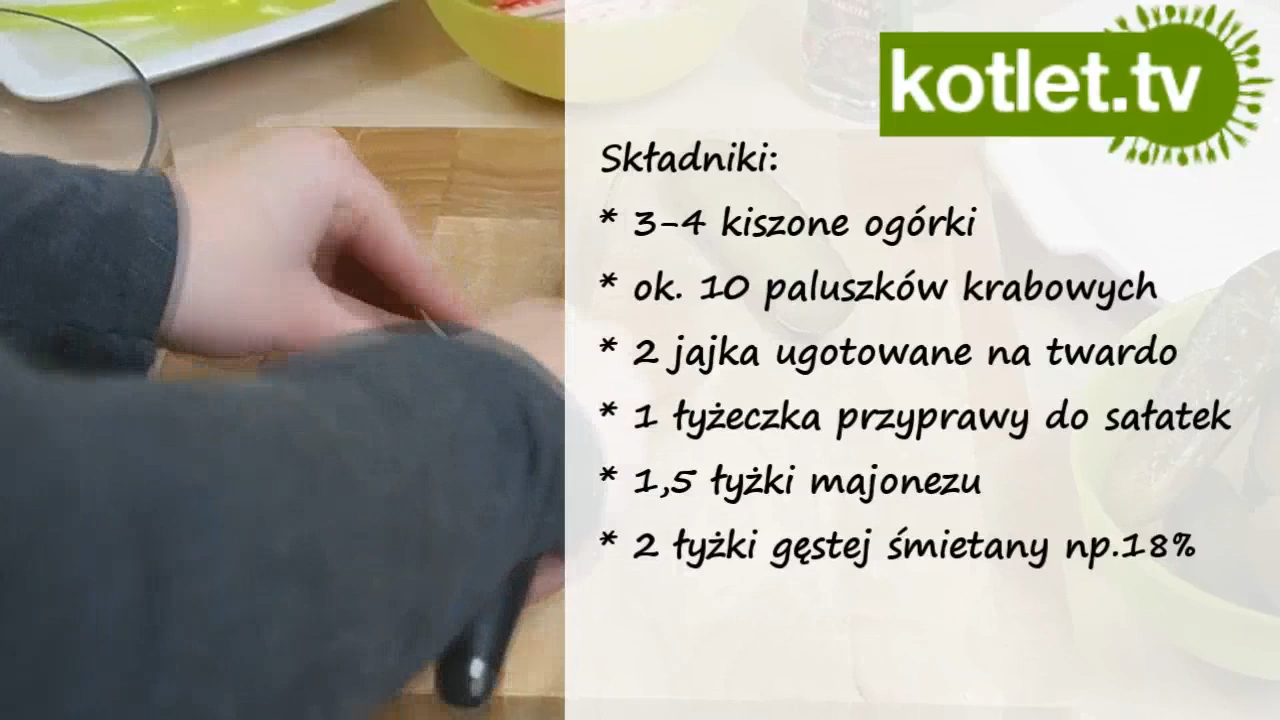 kotlet.tv
Składniki:
* 3-4 kiszone ogórki
* ok. 10 paluszków krabowych
* 2 jajka ugotowane na twardo
* 1 łyżeczka przyprawy do sałatek
* 1,5 łyżki majonezu
* 2 łyżki gęstej śmietany np.18%